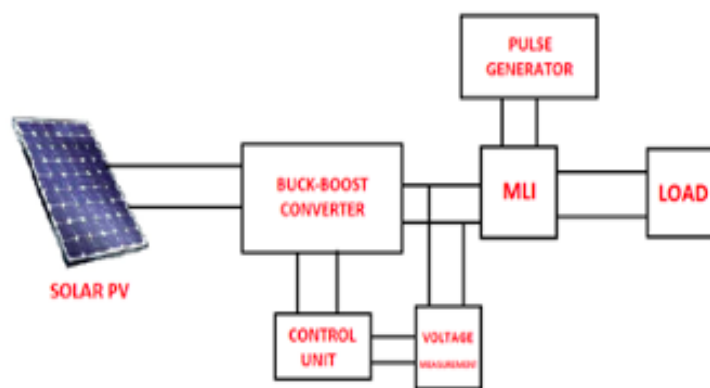 PULSE
GENERATOR
BUCK-BOOST
CONVERTER
MLI
LOAD
SOLAR PV
CONTROL
UNIT
VOLTAGE
MEASUREMENT